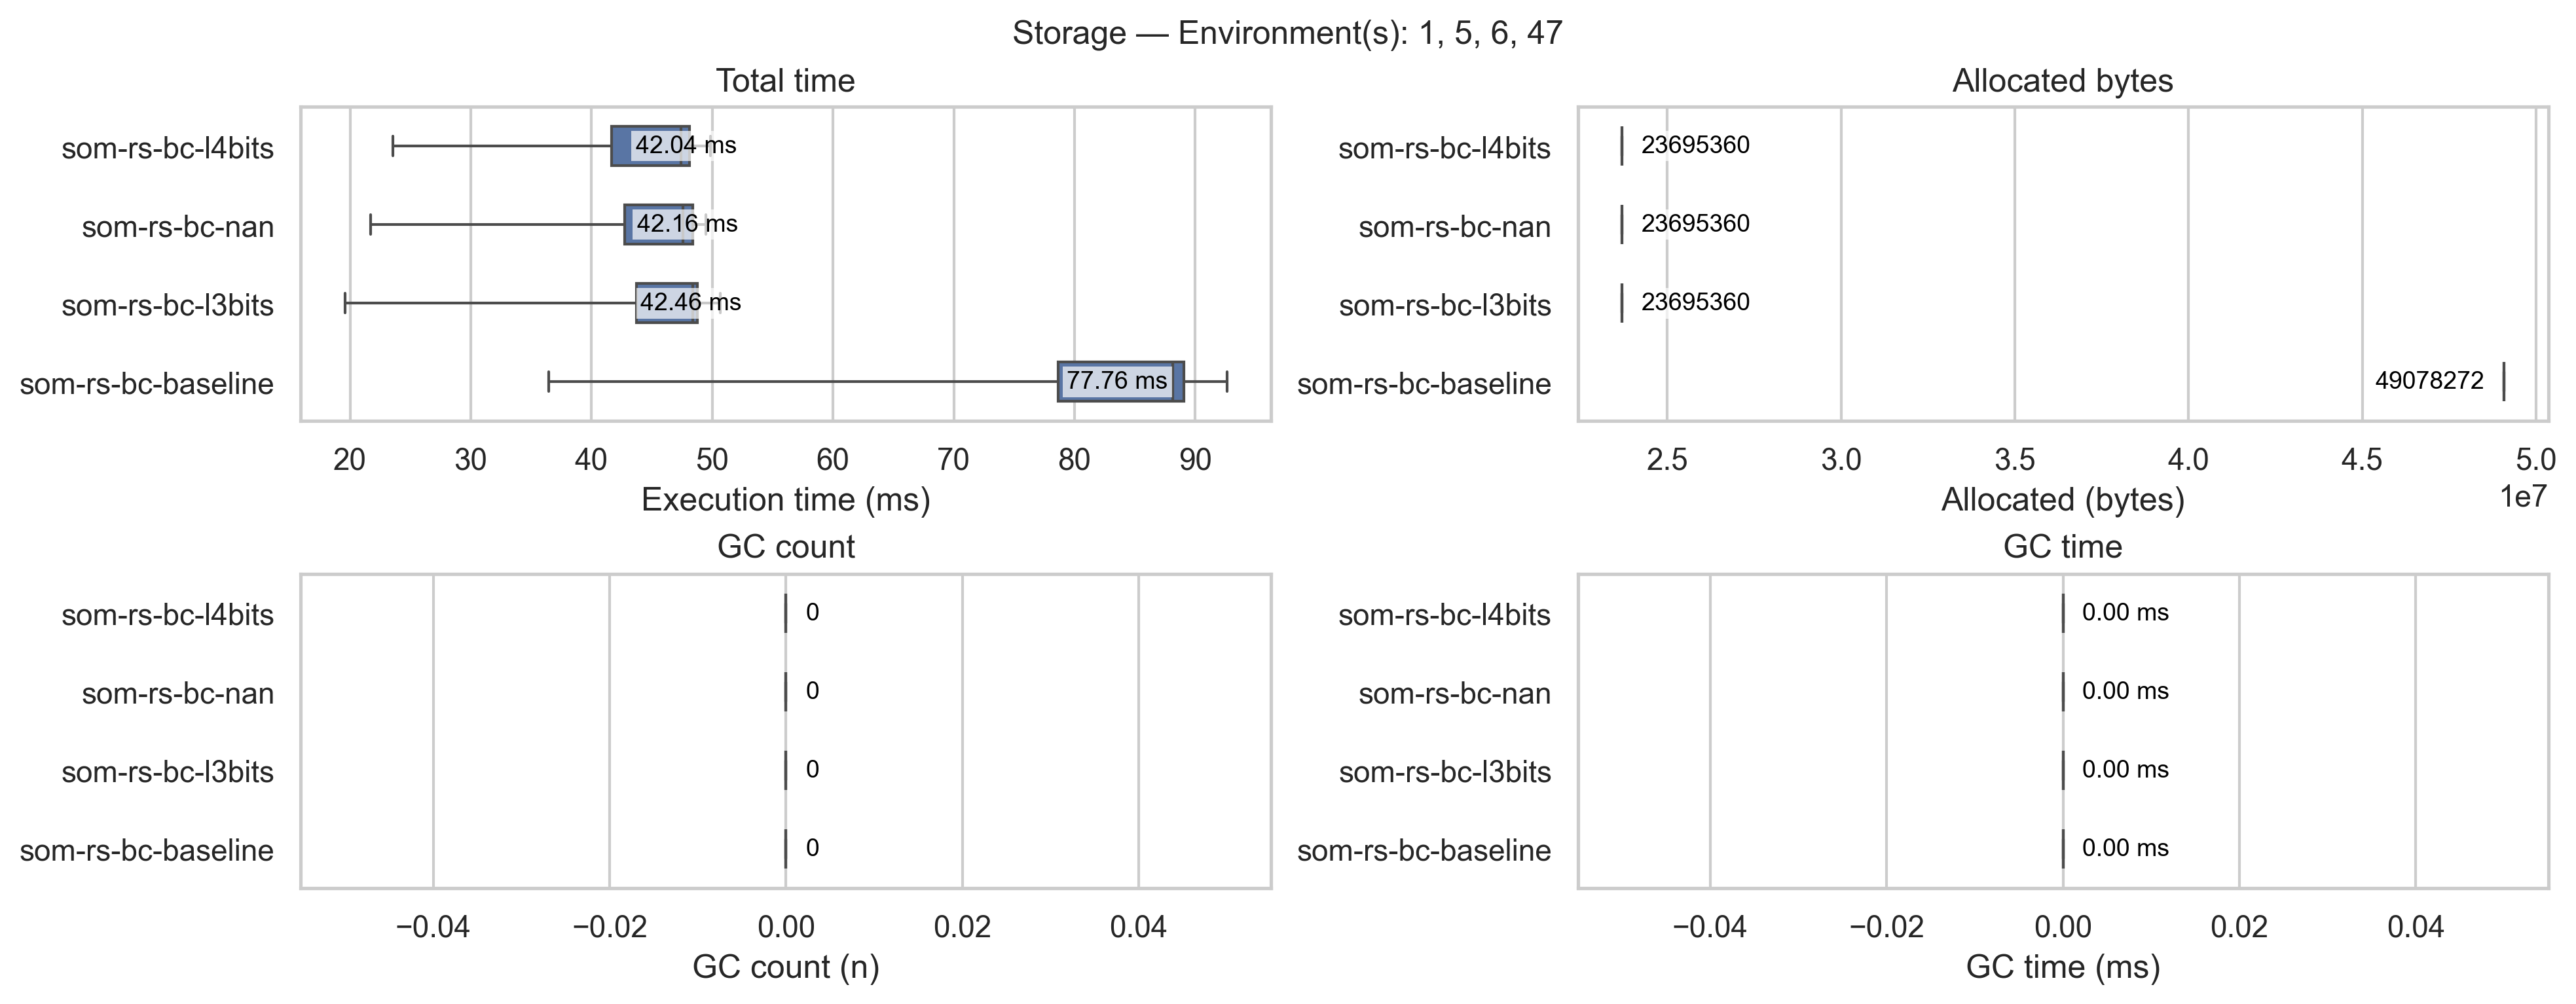 Storage — Environment(s): 1, 5, 6, 47
Total time
som-rs-bc-l4bits
42.04 ms
som-rs-bc-nan
42.16 ms
som-rs-bc-l3bits
42.46 ms
som-rs-bc-baseline
77.76 ms
20 30 40 50 60 70 80 90
Execution time (ms)
Allocated bytes
som-rs-bc-l4bits
23695360
som-rs-bc-nan
23695360
som-rs-bc-l3bits
23695360
som-rs-bc-baseline
49078272
2.5 3.0 3.5 4.0 4.5 5.0
1e7
Allocated (bytes)
GC count
som-rs-bc-l4bits
0
som-rs-bc-nan
0
som-rs-bc-l3bits
0
som-rs-bc-baseline
0
−0.04 −0.02 0.00 0.02 0.04
GC count (n)
GC time
som-rs-bc-l4bits
0.00 ms
som-rs-bc-nan
0.00 ms
som-rs-bc-l3bits
0.00 ms
som-rs-bc-baseline
0.00 ms
−0.04 −0.02 0.00 0.02 0.04
GC time (ms)